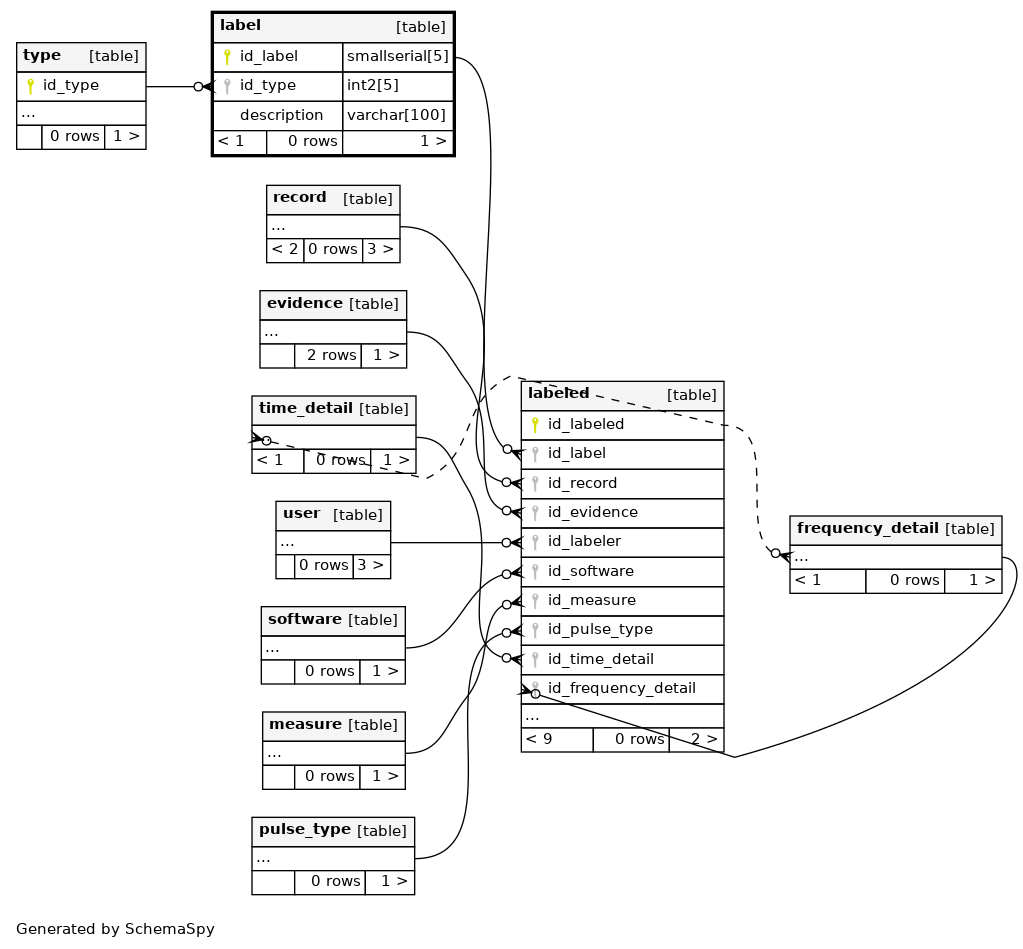 type [table]
id_type
...
0 rows 1 >
label [table]
id_label smallserial[5]
id_type int2[5]
description varchar[100]
< 1 0 rows 1 >
record [table]
...
< 2 0 rows 3 >
evidence [table]
...
2 rows 1 >
time_detail [table]
...
< 1 0 rows 1 >
user [table]
...
0 rows 3 >
software [table]
...
0 rows 1 >
measure [table]
...
0 rows 1 >
pulse_type [table]
...
0 rows 1 >
labeled [table]
id_labeled
id_label
id_record
id_evidence
id_labeler
id_software
id_measure
id_pulse_type
id_time_detail
id_frequency_detail
...
< 9 0 rows 2 >
frequency_detail [table]
...
< 1 0 rows 1 >
Generated by SchemaSpy